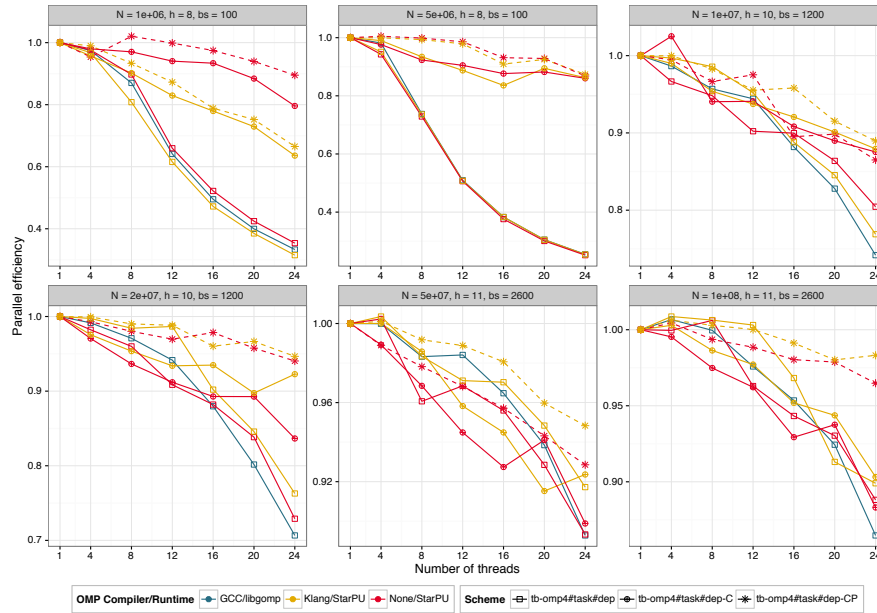 N = 1e+06, h = 8, bs = 100
N = 5e+06, h = 8, bs = 100
N = 1e+07, h = 10, bs = 1200
1.0
0.8
0.6
0.4
1.0
0.8
0.6
0.4
1.0
0.9
0.8
1 4 8 12 16 20 24
1 4 8 12 16 20 24
1 4 8 12 16 20 24
Parallel efficiency
N = 2e+07, h = 10, bs = 1200
N = 5e+07, h = 11, bs = 2600
N = 1e+08, h = 11, bs = 2600
1.0
0.9
0.8
0.7
1.00
0.96
0.92
1.00
0.95
0.90
1 4 8 12 16 20 24
1 4 8 12 16 20 24
1 4 8 12 16 20 24
Number of threads
OMP Compiler/Runtime GCC/libgomp Klang/StarPU None/StarPU
Scheme tb-omp4#task#dep tb-omp4#task#dep-C tb-omp4#task#dep-CP